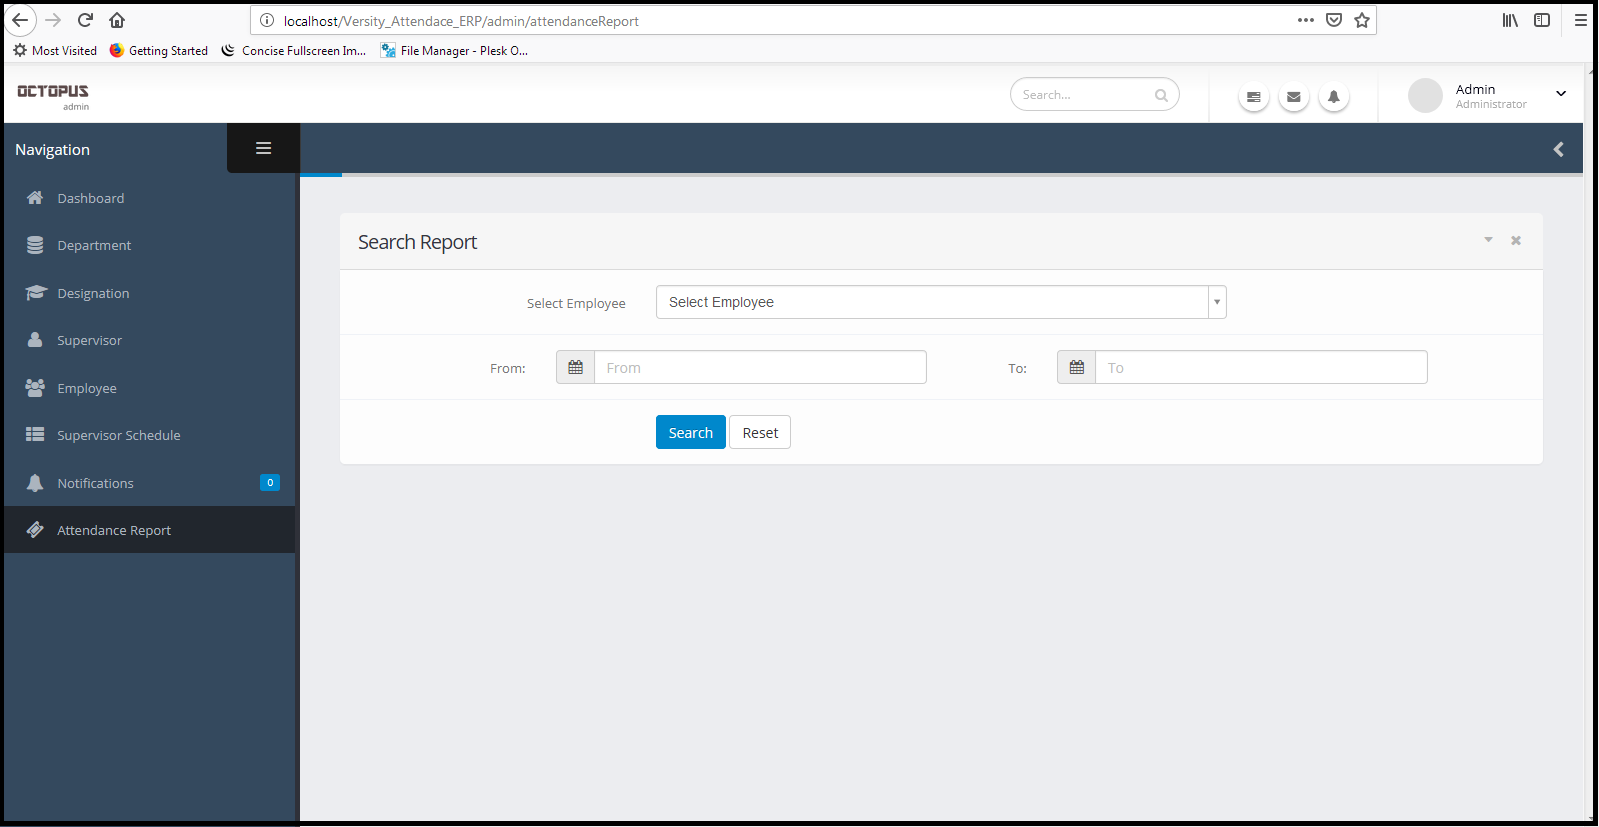 localhost/Versity_Attendace_ERP/admin/attendanceReport
Most Visited Getting Started Concise Fullscreen Im... File Manager - Plesk O...
OCTOPUS
admin
Search...
Admin
Administrator
Navigation
Dashboard
Department
Designation
Supervisor
Employee
Supervisor Schedule
Notifications 0
Attendance Report
Search Report
Select Employee Select Employee
From: From To: To
Search Reset